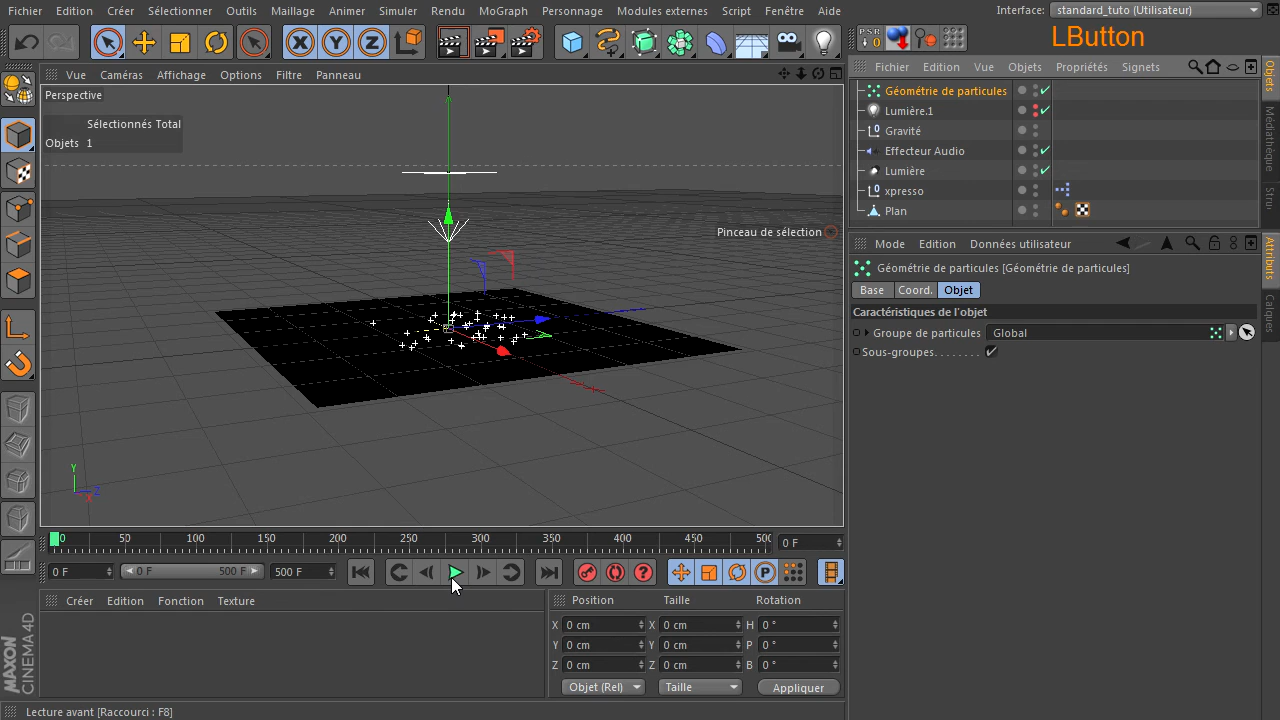 Fichier Edition Créer Sélectionner Outils Maillage Animer Simuler Rendu MoGraph Personnage Modules externes Script Fenêtre Aide Interface: standard_tuto (Utilisateur)
X Y Z PSR LButton
Vue Caméras Affichage Options Filtre Panneau
Fichier Edition Vue Objets Propriétés Signets
Perspective
Sélectionnés Total
Objets 1
Géométrie de particules
Lumière.1
Gravité
Effecteur Audio
Lumière
xpresso
Plan
Pinceau de sélection
Mode Edition Données utilisateur
Géométrie de particules [Géométrie de particules]
Base Coord. Objet
Caractéristiques de l'objet
Groupe de particules Global
Sous-groupes
Objets
Médiathèque
Stru
Attributs
Calques
Y
X Z
0 50 100 150 200 250 300 350 400 450 500 0 F
0 F 0 F 500 F 500 F
Créer Edition Fonction Texture
Position Taille Rotation
X 0 cm X 0 cm H 0 °
Y 0 cm Y 0 cm P 0 °
Z 0 cm Z 0 cm B 0 °
Objet (Rel) Taille Appliquer
MAXON
CINEMA 4D
Lecture avant [Raccourci : F8]